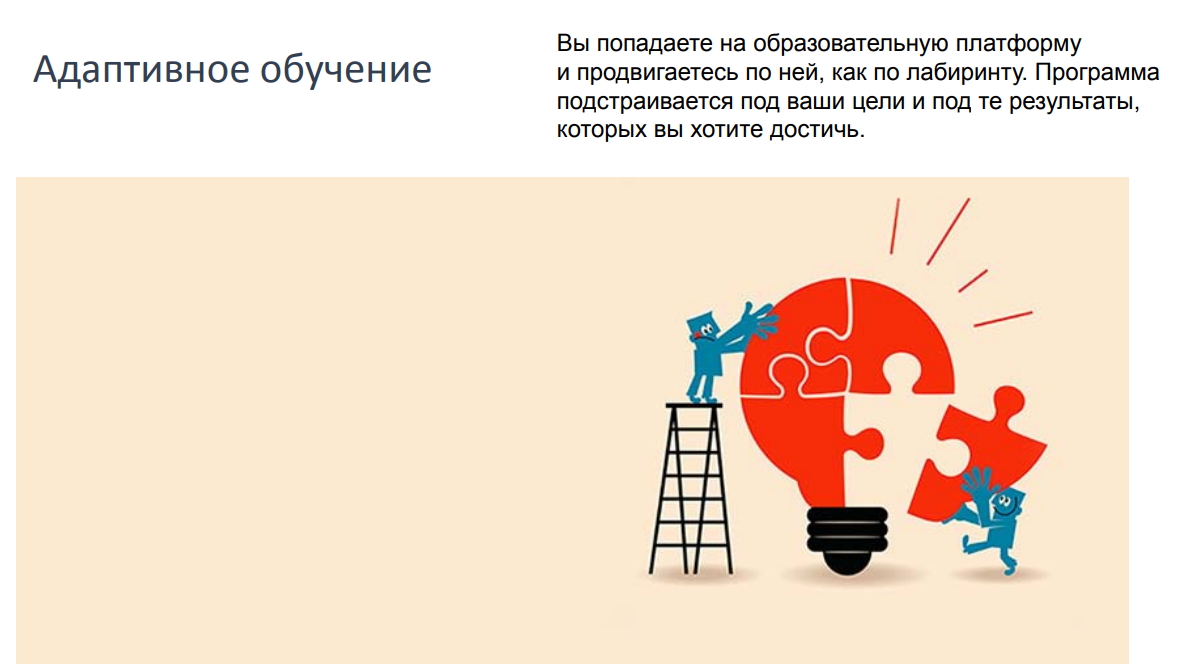 Адаптивное обучение
Вы попадаете на образовательную платформу
и продвигаетесь по ней, как по лабиринту. Программа
подстраивается под ваши цели и под те результаты,
которых вы хотите достичь.